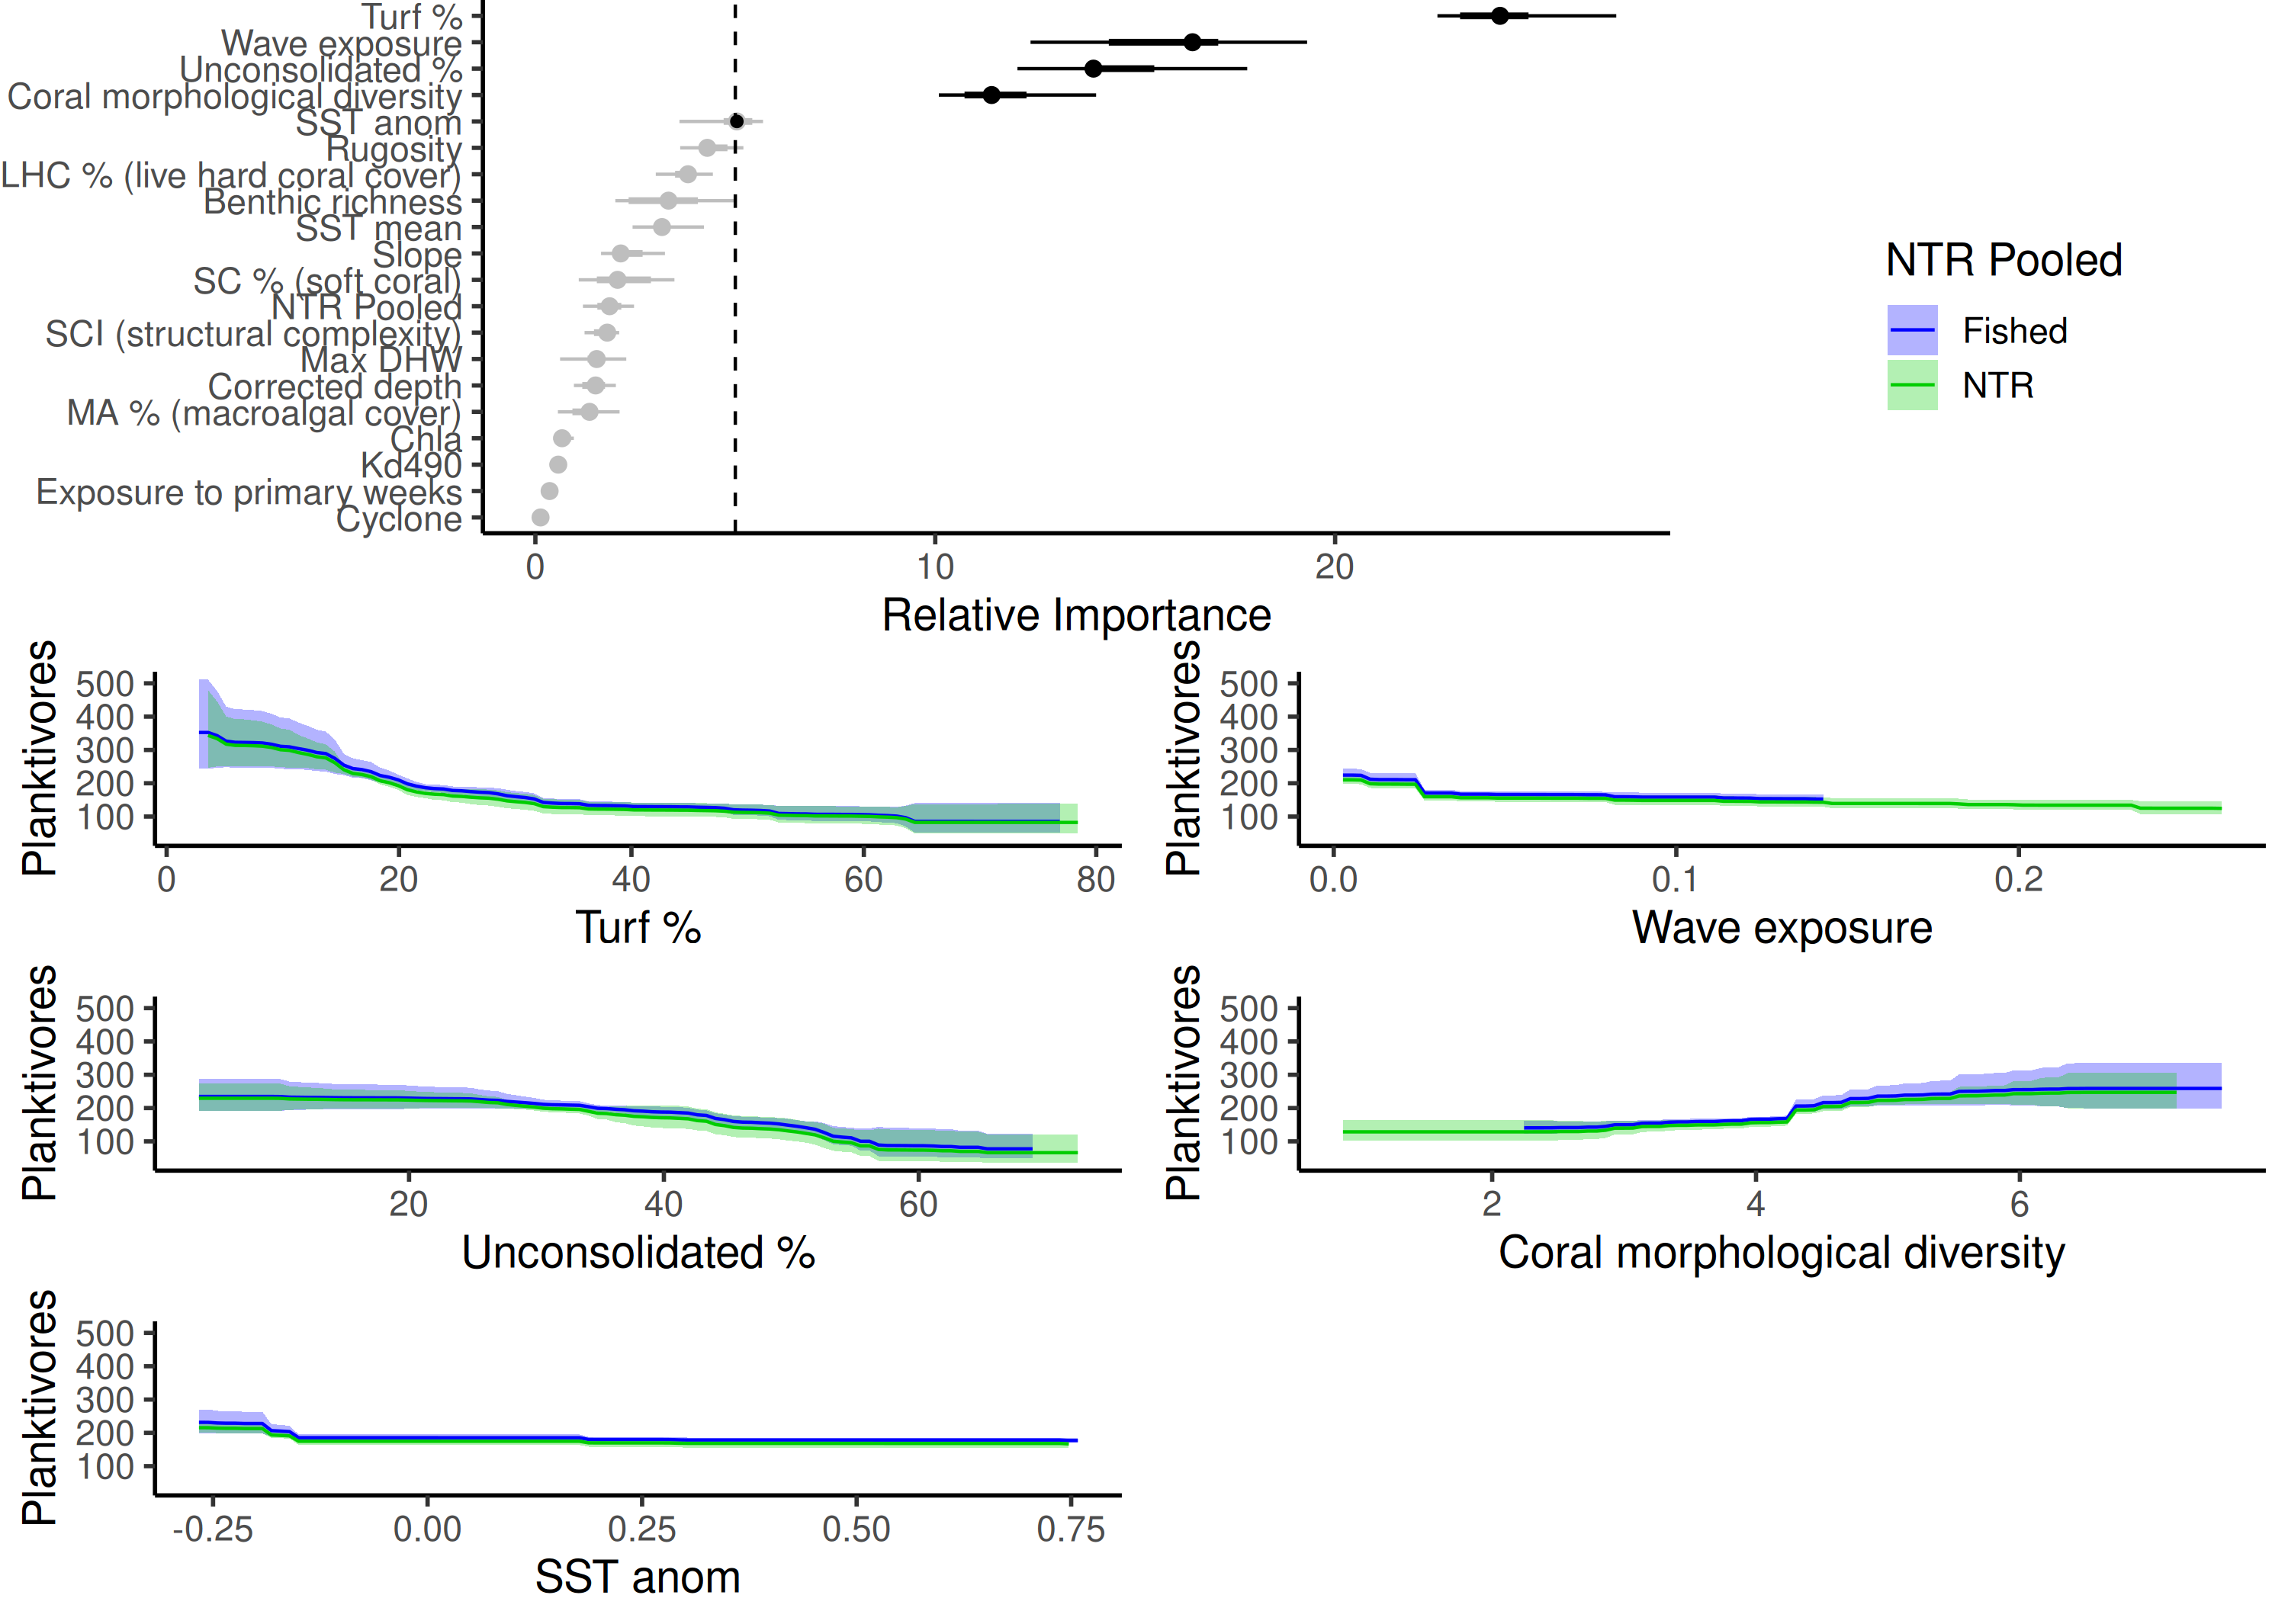 Turf %
Wave exposure
Unconsolidated %
Coral morphological diversity
SST anom
Rugosity
LHC % (live hard coral cover)
Benthic richness
SST mean
Slope
SC % (soft coral)
NTR Pooled
SCI (structural complexity)
Max DHW
Corrected depth
MA % (macroalgal cover)
Chla
Kd490
Exposure to primary weeks
Cyclone
0 10 20
Relative Importance
NTR Pooled
Fished
NTR
Planktivores
500
400
300
200
100
0 20 40 60 80
Turf %
Planktivores
500
400
300
200
100
0.0 0.1 0.2
Wave exposure
Planktivores
500
400
300
200
100
20 40 60
Unconsolidated %
Planktivores
500
400
300
200
100
2 4 6
Coral morphological diversity
Planktivores
500
400
300
200
100
-0.25 0.00 0.25 0.50 0.75
SST anom